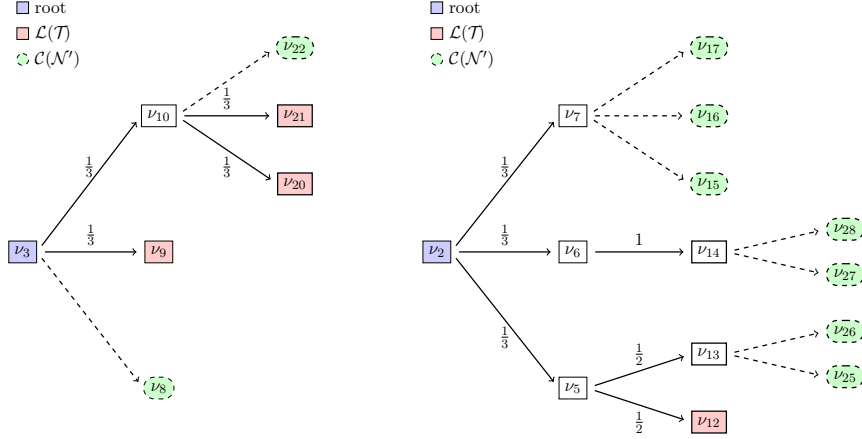 root
ℒ(𝒯)
𝒞(𝒩′)
ν₂₂
ν₁₀
1/3
ν₂₁
1/3
1/3
ν₂₀
ν₃
1/3
ν₉
ν₈
root
ℒ(𝒯)
𝒞(𝒩′)
ν₁₇
ν₇
ν₁₆
1/3
ν₁₅
ν₂
1/3
ν₆
1
ν₁₄
ν₂₈
ν₂₇
1/3
ν₂₆
1/2
ν₁₃
ν₂₅
ν₅
1/2
ν₁₂